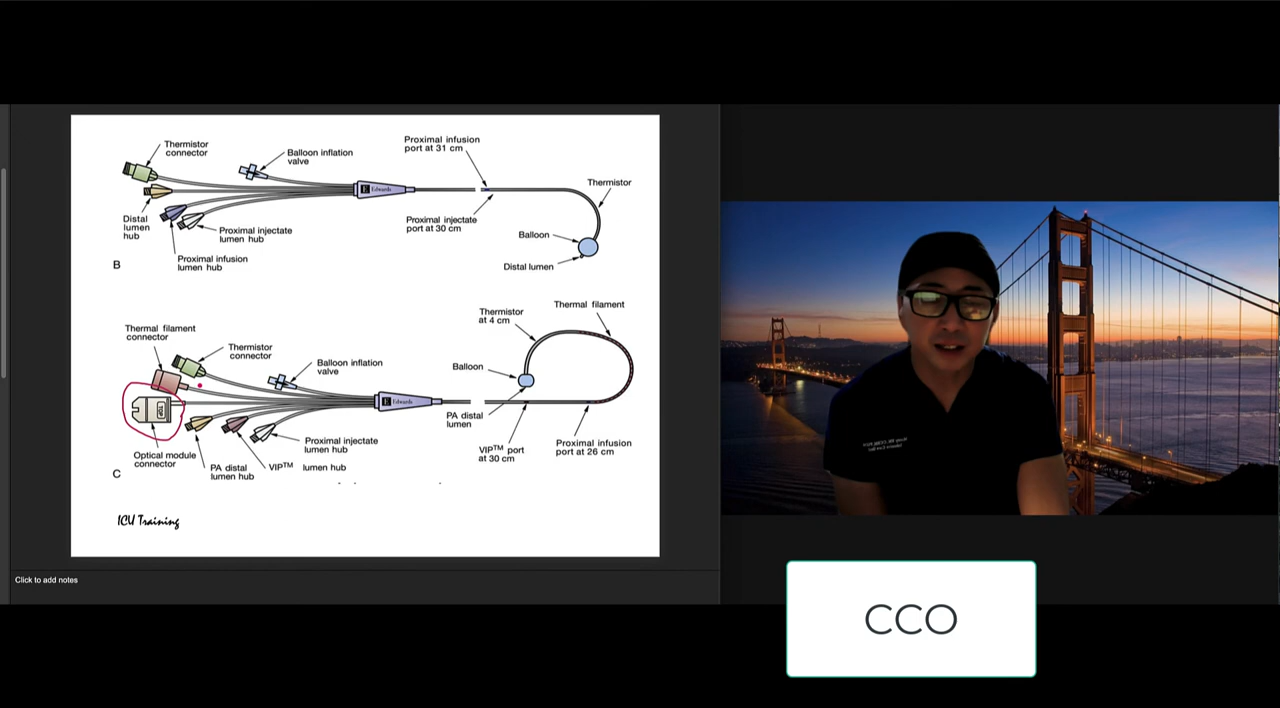 Thermistor
connector
Balloon inflation
valve
Proximal infusion
port at 31 cm
Thermistor
E Edwards
Distal
lumen
hub
Proximal injectate
lumen hub
Proximal injectate
port at 30 cm
Balloon
Proximal infusion
lumen hub
B
Distal lumen
Thermal filament
connector
Thermistor
connector
Balloon inflation
valve
Thermistor
at 4 cm
Thermal filament
Balloon
E Edwards
TOP
PA distal
lumen
Proximal injectate
lumen hub
VIP™ port
at 30 cm
Proximal infusion
port at 26 cm
Optical module
connector
PA distal
lumen hub
VIP™ lumen hub
C
ICU Training
Click to add notes
CCO